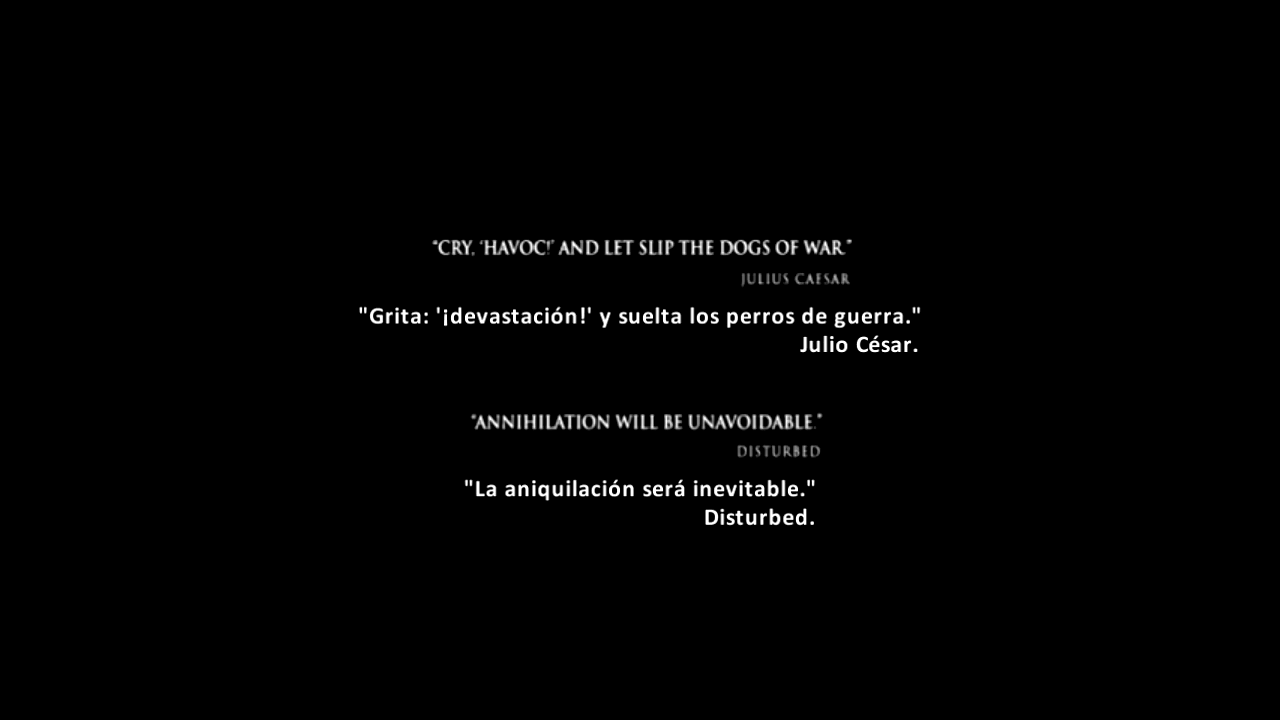 “CRY, ‘HAVOC!’ AND LET SLIP THE DOGS OF WAR.”
JULIUS CAESAR
"Grita: '¡devastación!' y suelta los perros de guerra."
Julio César.
“ANNIHILATION WILL BE UNAVOIDABLE.”
DISTURBED
"La aniquilación será inevitable."
Disturbed.